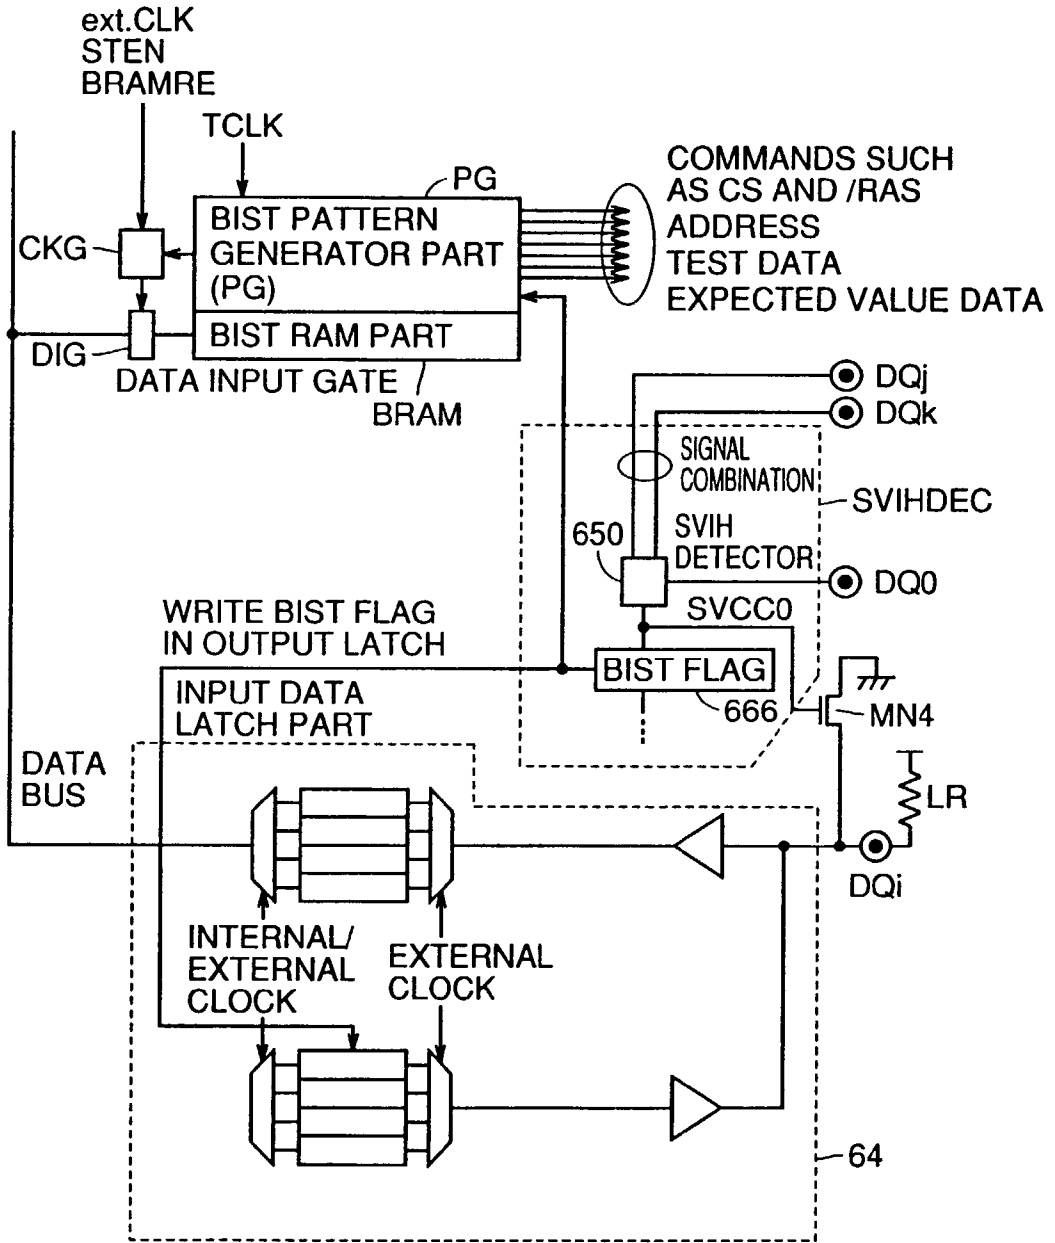 ext.CLK
STEN
BRAMRE
TCLK
PG
COMMANDS SUCH
AS CS AND /RAS
ADDRESS
TEST DATA
EXPECTED VALUE DATA
BIST PATTERN
GENERATOR PART
(PG)
CKG
BIST RAM PART
DIG
DATA INPUT GATE
BRAM
DQj
DQk
SIGNAL
COMBINATION
SVIHDEC
650
SVIH
DETECTOR
DQ0
SVCC0
WRITE BIST FLAG
IN OUTPUT LATCH
BIST FLAG
666
INPUT DATA
LATCH PART
MN4
DATA
BUS
LR
DQi
INTERNAL/
EXTERNAL
CLOCK
EXTERNAL
CLOCK
64